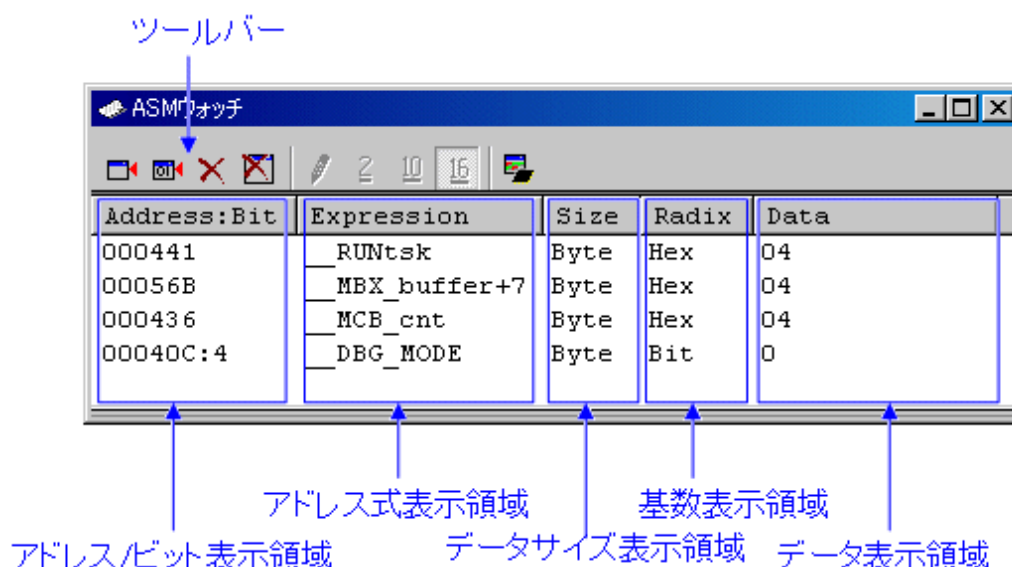 ツールバー
ASMウォッチ
2 10 16
Address:Bit Expression Size Radix Data
000441 __RUNtsk Byte Hex 04
00056B __MBX_buffer+7 Byte Hex 04
000436 __MCB_cnt Byte Hex 04
00040C:4 __DBG_MODE Byte Bit 0
アドレス式表示領域 基数表示領域
アドレス/ビット表示領域 データサイズ表示領域 データ表示領域